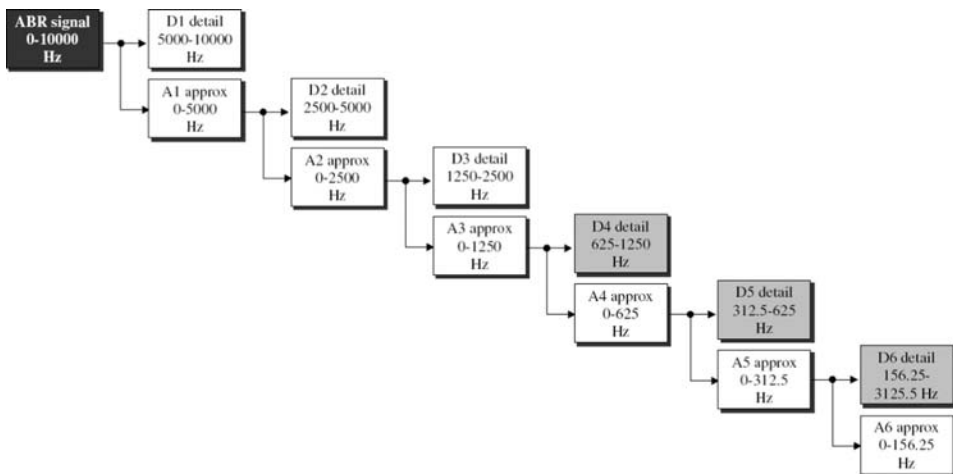 ABR signal
0-10000
Hz
D1 detail
5000-10000
Hz
A1 approx
0-5000
Hz
D2 detail
2500-5000
Hz
A2 approx
0-2500
Hz
D3 detail
1250-2500
Hz
A3 approx
0-1250
Hz
D4 detail
625-1250
Hz
A4 approx
0-625
Hz
D5 detail
312.5-625
Hz
A5 approx
0-312.5
Hz
D6 detail
156.25-
3125.5 Hz
A6 approx
0-156.25
Hz